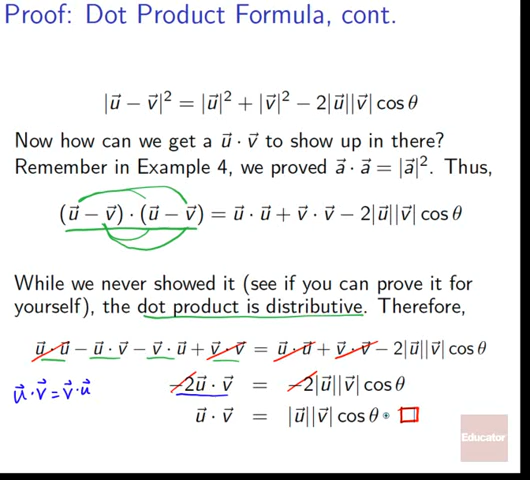 Proof: Dot Product Formula, cont.
|u⃗ − v⃗|² = |u⃗|² + |v⃗|² − 2|u⃗||v⃗| cos θ
Now how can we get a u⃗ · v⃗ to show up in there?
Remember in Example 4, we proved a⃗ · a⃗ = |a⃗|². Thus,
(u⃗ − v⃗) · (u⃗ − v⃗) = u⃗ · u⃗ + v⃗ · v⃗ − 2|u⃗||v⃗| cos θ
While we never showed it (see if you can prove it for
yourself), the dot product is distributive. Therefore,
u⃗ · u⃗ − u⃗ · v⃗ − v⃗ · u⃗ + v⃗ · v⃗ = u⃗ · u⃗ + v⃗ · v⃗ − 2|u⃗||v⃗| cos θ
u⃗ · v⃗ = v⃗ · u⃗
−2u⃗ · v⃗ = −2|u⃗||v⃗| cos θ
u⃗ · v⃗ = |u⃗||v⃗| cos θ
Educator